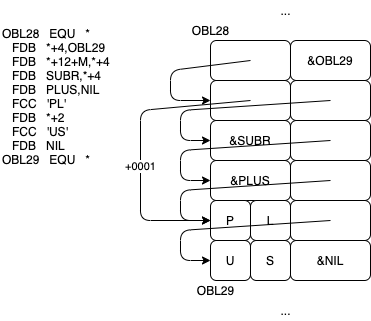 ...
OBL28 EQU *
FDB *+4,OBL29
FDB *+12+M,*+4
FDB SUBR,*+4
FDB PLUS,NIL
FCC 'PL'
FDB *+2
FCC 'US'
FDB NIL
OBL29 EQU *
OBL28
&OBL29
&SUBR
&PLUS
+0001
P L
U S &NIL
OBL29
...